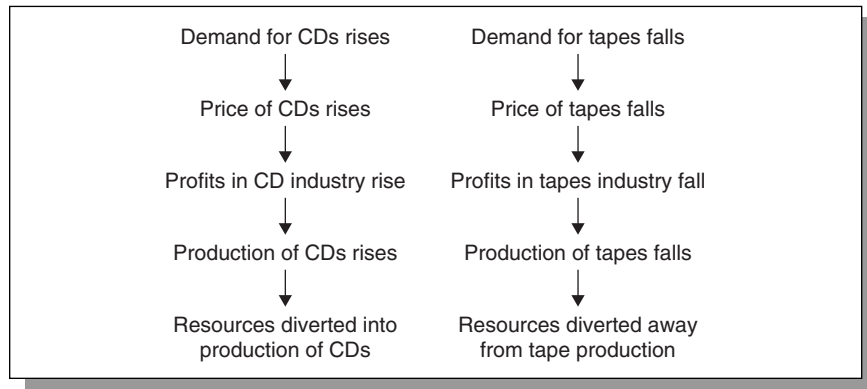 Demand for CDs rises
Price of CDs rises
Profits in CD industry rise
Production of CDs rises
Resources diverted into
production of CDs
Demand for tapes falls
Price of tapes falls
Profits in tapes industry fall
Production of tapes falls
Resources diverted away
from tape production